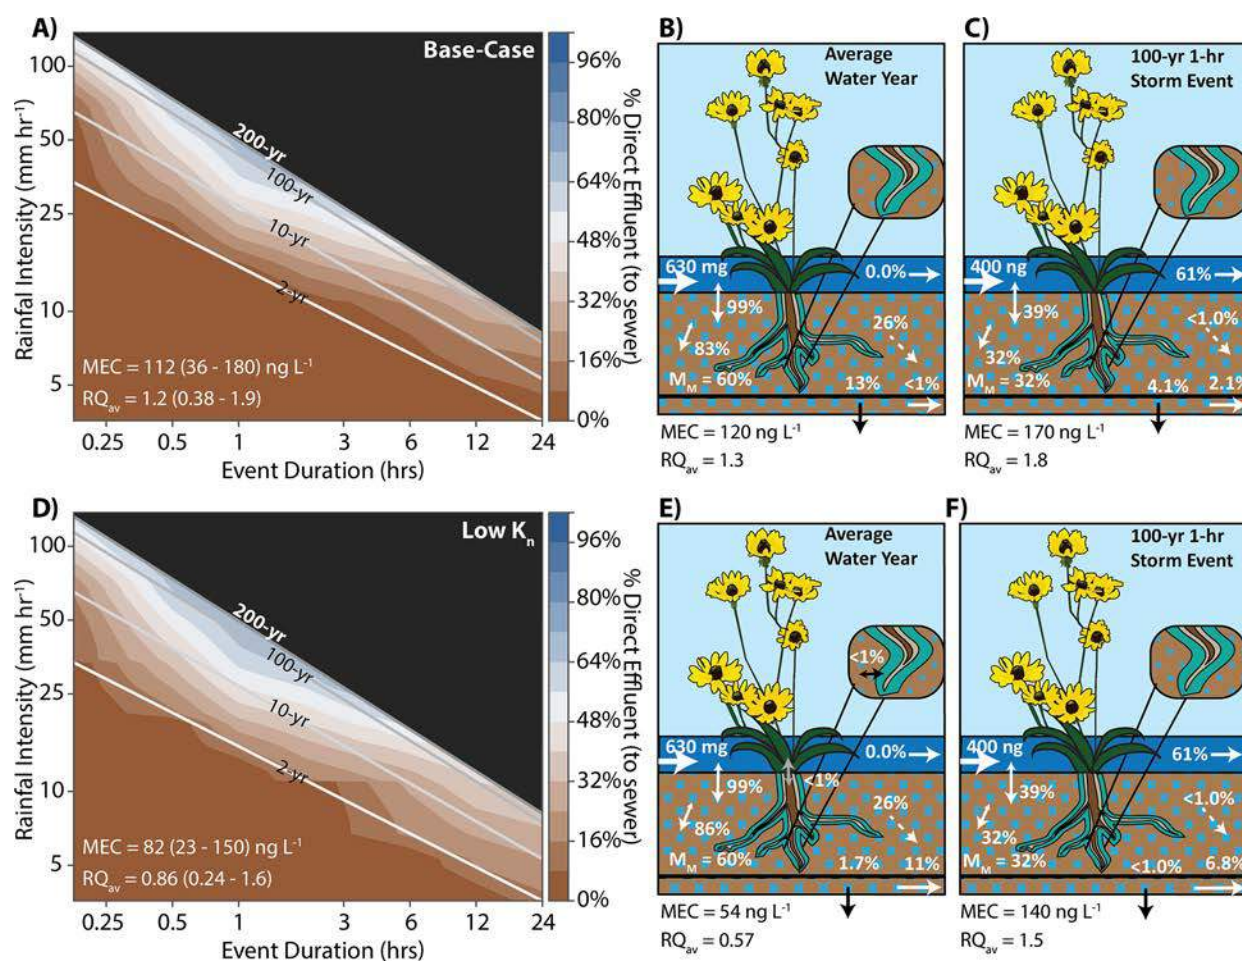 A)
Base-Case
Rainfall Intensity (mm hr⁻¹)
100
50
25
10
5
200-yr
100-yr
10-yr
2-yr
MEC = 112 (36 - 180) ng L⁻¹
RQav = 1.2 (0.38 - 1.9)
0.25 0.5 1 3 6 12 24
Event Duration (hrs)
96%
80%
64%
48%
32%
16%
0%
% Direct Effluent (to sewer)
B)
Average
Water Year
630 mg
0.0%
99%
26%
83%
MM = 60%
13%
<1%
MEC = 120 ng L⁻¹
RQav = 1.3
C)
100-yr 1-hr
Storm Event
400 ng
61%
39%
<1.0%
32%
MM = 32%
4.1%
2.1%
MEC = 170 ng L⁻¹
RQav = 1.8
D)
Low Kn
Rainfall Intensity (mm hr⁻¹)
100
50
25
10
5
200-yr
100-yr
10-yr
2-yr
MEC = 82 (23 - 150) ng L⁻¹
RQav = 0.86 (0.24 - 1.6)
0.25 0.5 1 3 6 12 24
Event Duration (hrs)
96%
80%
64%
48%
32%
16%
0%
% Direct Effluent (to sewer)
E)
Average
Water Year
<1%
630 mg
0.0%
99%
<1%
26%
86%
MM = 60%
1.7%
11%
MEC = 54 ng L⁻¹
RQav = 0.57
F)
100-yr 1-hr
Storm Event
400 ng
61%
39%
<1.0%
32%
MM = 32%
<1.0%
6.8%
MEC = 140 ng L⁻¹
RQav = 1.5